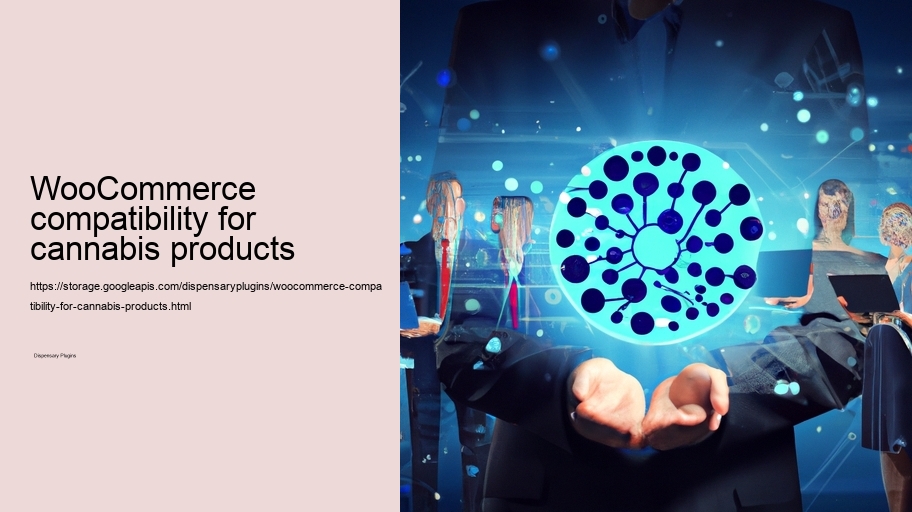 WooCommerce
compatibility for
cannabis products
https://storage.googleapis.com/dispensaryplugins/woocommerce-compa
tibility-for-cannabis-products.html
Dispensary Plugins